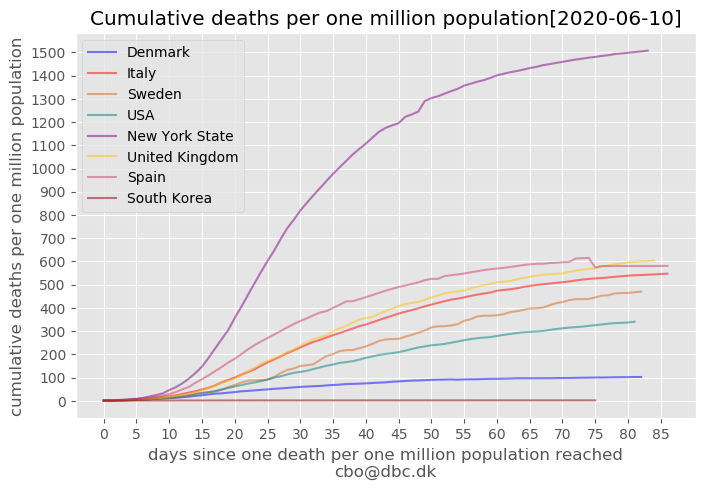 Cumulative deaths per one million population[2020-06-10]
cumulative deaths per one million population
1500
1400
1300
1200
1100
1000
900
800
700
600
500
400
300
200
100
0
Denmark
Italy
Sweden
USA
New York State
United Kingdom
Spain
South Korea
0 5 10 15 20 25 30 35 40 45 50 55 60 65 70 75 80 85
days since one death per one million population reached
cbo@dbc.dk